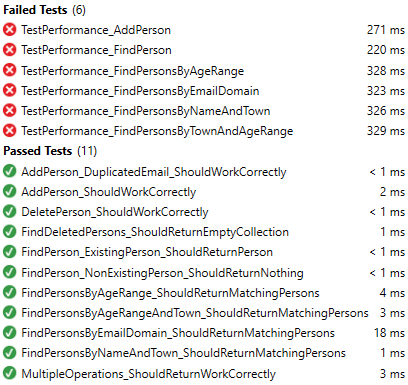 Failed Tests (6)
TestPerformance_AddPerson 271 ms
TestPerformance_FindPerson 220 ms
TestPerformance_FindPersonsByAgeRange 328 ms
TestPerformance_FindPersonsByEmailDomain 323 ms
TestPerformance_FindPersonsByNameAndTown 326 ms
TestPerformance_FindPersonsByTownAndAgeRange 329 ms
Passed Tests (11)
AddPerson_DuplicatedEmail_ShouldWorkCorrectly < 1 ms
AddPerson_ShouldWorkCorrectly 2 ms
DeletePerson_ShouldWorkCorrectly < 1 ms
FindDeletedPersons_ShouldReturnEmptyCollection 1 ms
FindPerson_ExistingPerson_ShouldReturnPerson < 1 ms
FindPerson_NonExistingPerson_ShouldReturnNothing < 1 ms
FindPersonsByAgeRange_ShouldReturnMatchingPersons 4 ms
FindPersonsByAgeRangeAndTown_ShouldReturnMatchingPersons 3 ms
FindPersonsByEmailDomain_ShouldReturnMatchingPersons 18 ms
FindPersonsByNameAndTown_ShouldReturnMatchingPersons 1 ms
MultipleOperations_ShouldReturnWorkCorrectly 3 ms